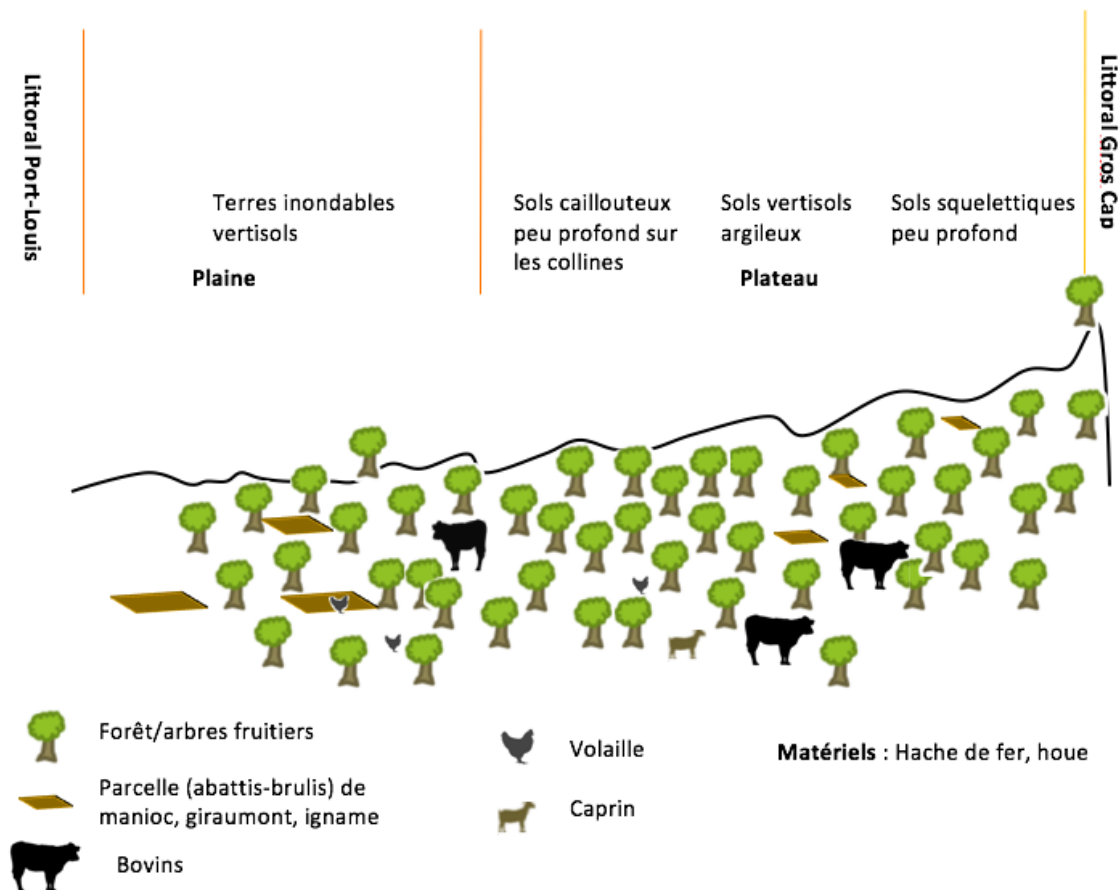 Littoral Port-Louis
Terres inondables
vertisols
Plaine
Sols caillouteux
peu profond sur
les collines
Sols vertisols
argileux
Sols squelettiques
peu profond
Plateau
Littoral Gros Cap
Forêt/arbres fruitiers
Parcelle (abattis-brulis) de
manioc, giraumont, igname
Bovins
Volaille
Caprin
Matériels : Hache de fer, houe